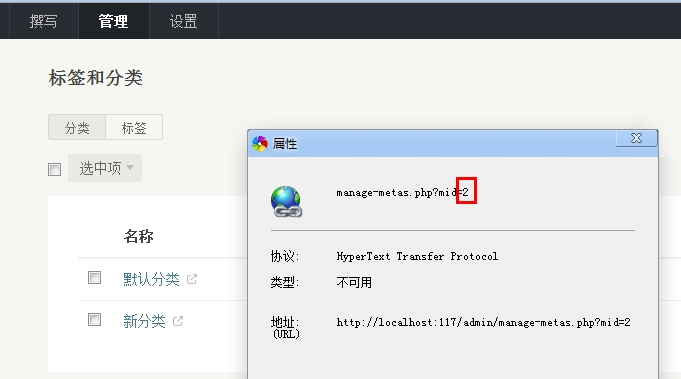 撰写 管理 设置
标签和分类
分类 标签
选中项
名称
默认分类
新分类
属性
manage-metas.php?mid=2
协议: HyperText Transfer Protocol
类型: 不可用
地址: http://localhost:117/admin/manage-metas.php?mid=2
(URL)